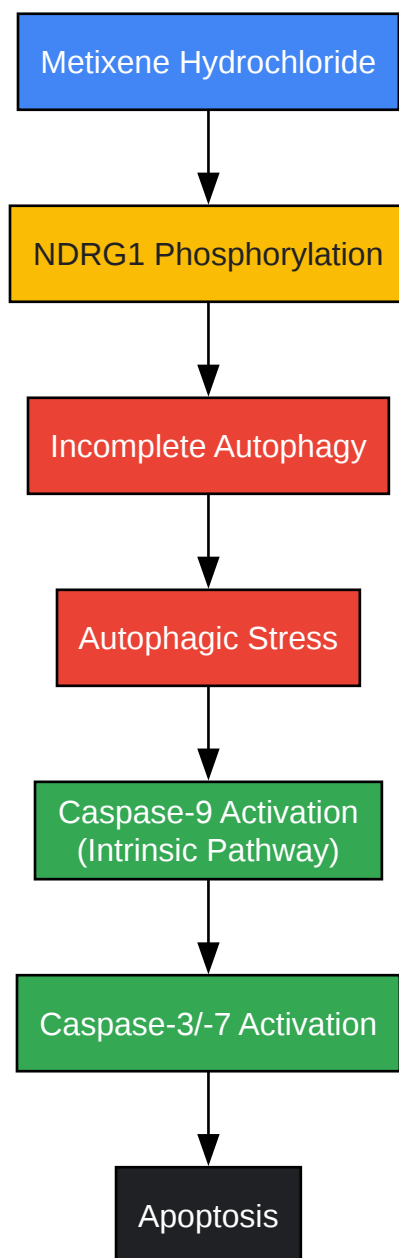 Metixene Hydrochloride
NDRG1 Phosphorylation
Incomplete Autophagy
Autophagic Stress
Caspase-9 Activation
(Intrinsic Pathway)
Caspase-3/-7 Activation
Apoptosis